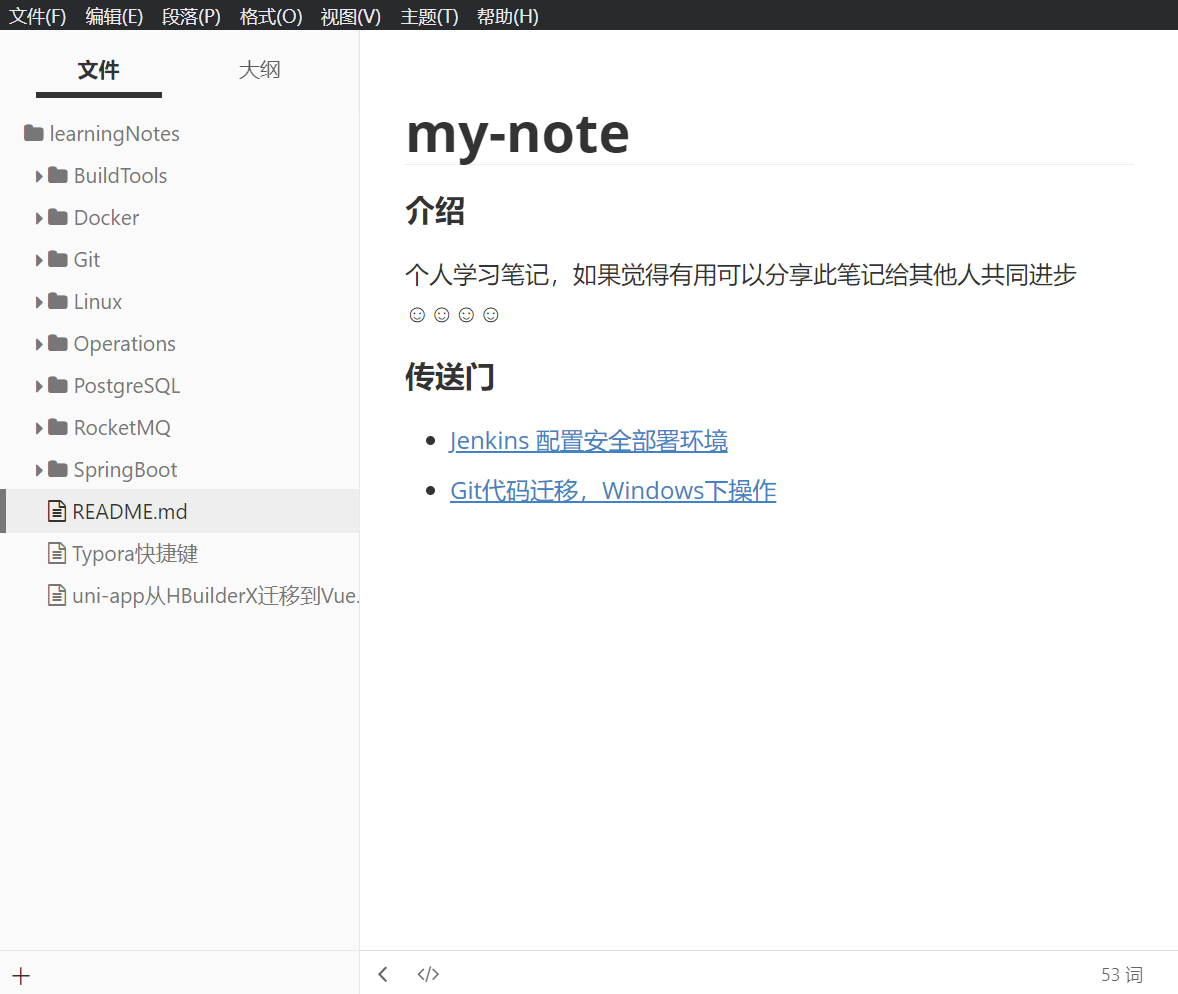 文件(F) 编辑(E) 段落(P) 格式(O) 视图(V) 主题(T) 帮助(H)
文件 大纲
learningNotes
BuildTools
Docker
Git
Linux
Operations
PostgreSQL
RocketMQ
SpringBoot
README.md
Typora快捷键
uni-app从HBuilderX迁移到Vue.
my-note
介绍
个人学习笔记，如果觉得有用可以分享此笔记给其他人共同进步
☺ ☺ ☺ ☺
传送门
Jenkins 配置安全部署环境
Git代码迁移，Windows下操作
53 词